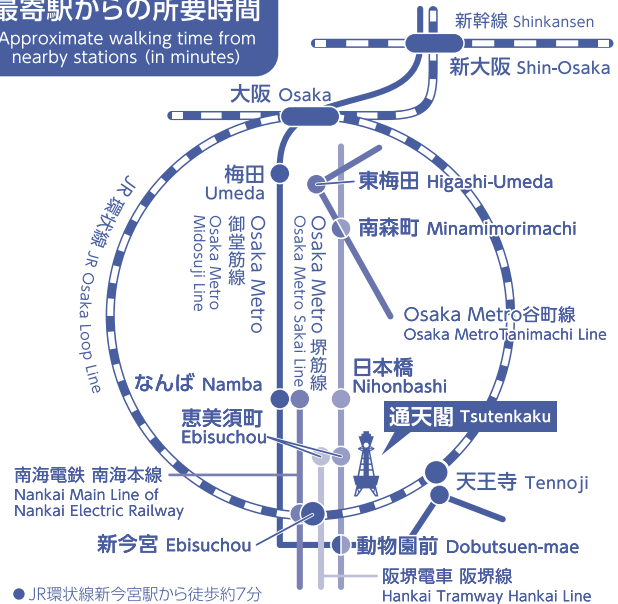 最寄駅からの所要時間
Approximate walking time from
nearby stations (in minutes)
新幹線 Shinkansen
新大阪 Shin-Osaka
大阪 Osaka
梅田
Umeda
東梅田 Higashi-Umeda
南森町 Minamimorimachi
JR 環状線 JR Osaka Loop Line
Osaka Metro
御堂筋線
Osaka Metro
Midosuji Line
Osaka Metro 堺筋線
Osaka Metro Sakai Line
Osaka Metro谷町線
Osaka MetroTanimachi Line
なんば Namba
日本橋
Nihonbashi
恵美須町
Ebisuchou
通天閣 Tsutenkaku
南海電鉄 南海本線
Nankai Main Line of
Nankai Electric Railway
天王寺 Tennoji
新今宮 Ebisuchou
動物園前 Dobutsuen-mae
阪堺電車 阪堺線
Hankai Tramway Hankai Line
●JR環状線新今宮駅から徒歩約7分